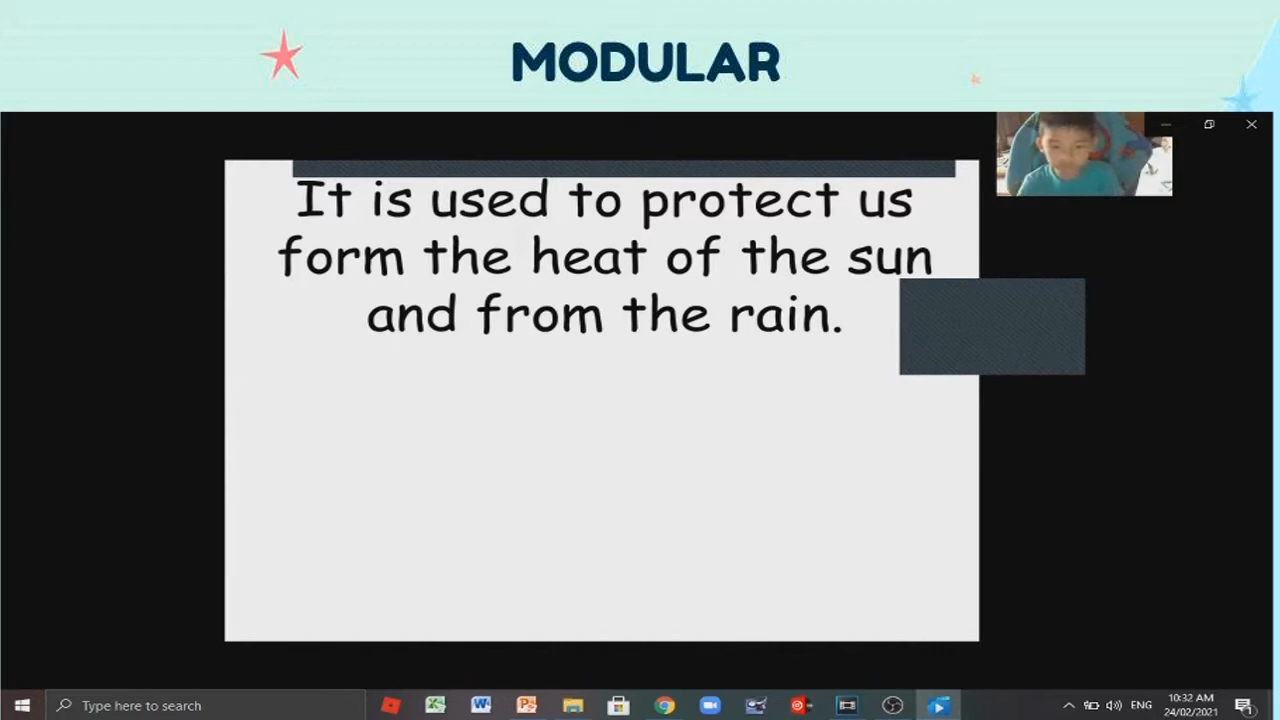 MODULAR
It is used to protect us
form the heat of the sun
and from the rain.
Type here to search
ENG
10:32 AM
24/02/2021
1